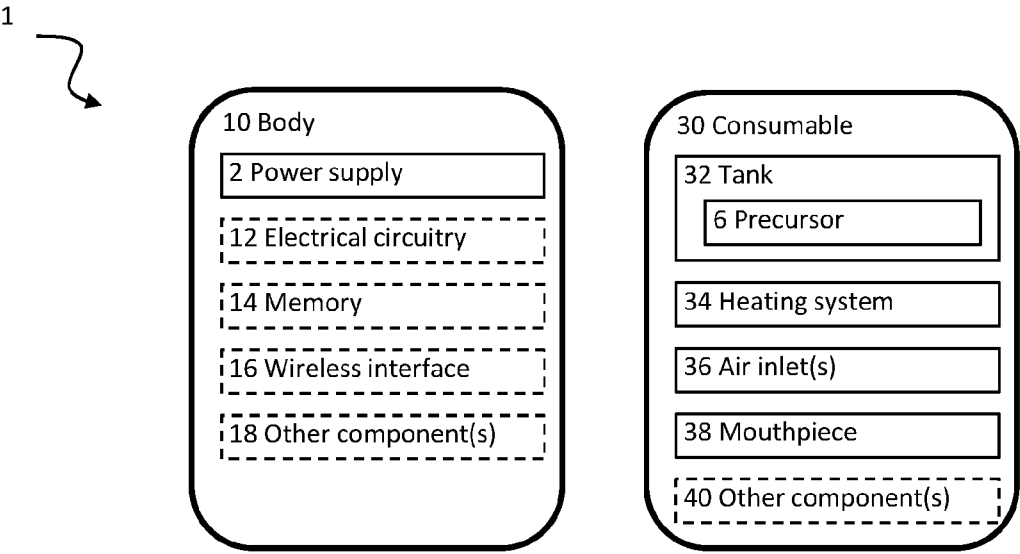 1
10 Body
2 Power supply
12 Electrical circuitry
14 Memory
16 Wireless interface
18 Other component(s)
30 Consumable
32 Tank
6 Precursor
34 Heating system
36 Air inlet(s)
38 Mouthpiece
40 Other component(s)